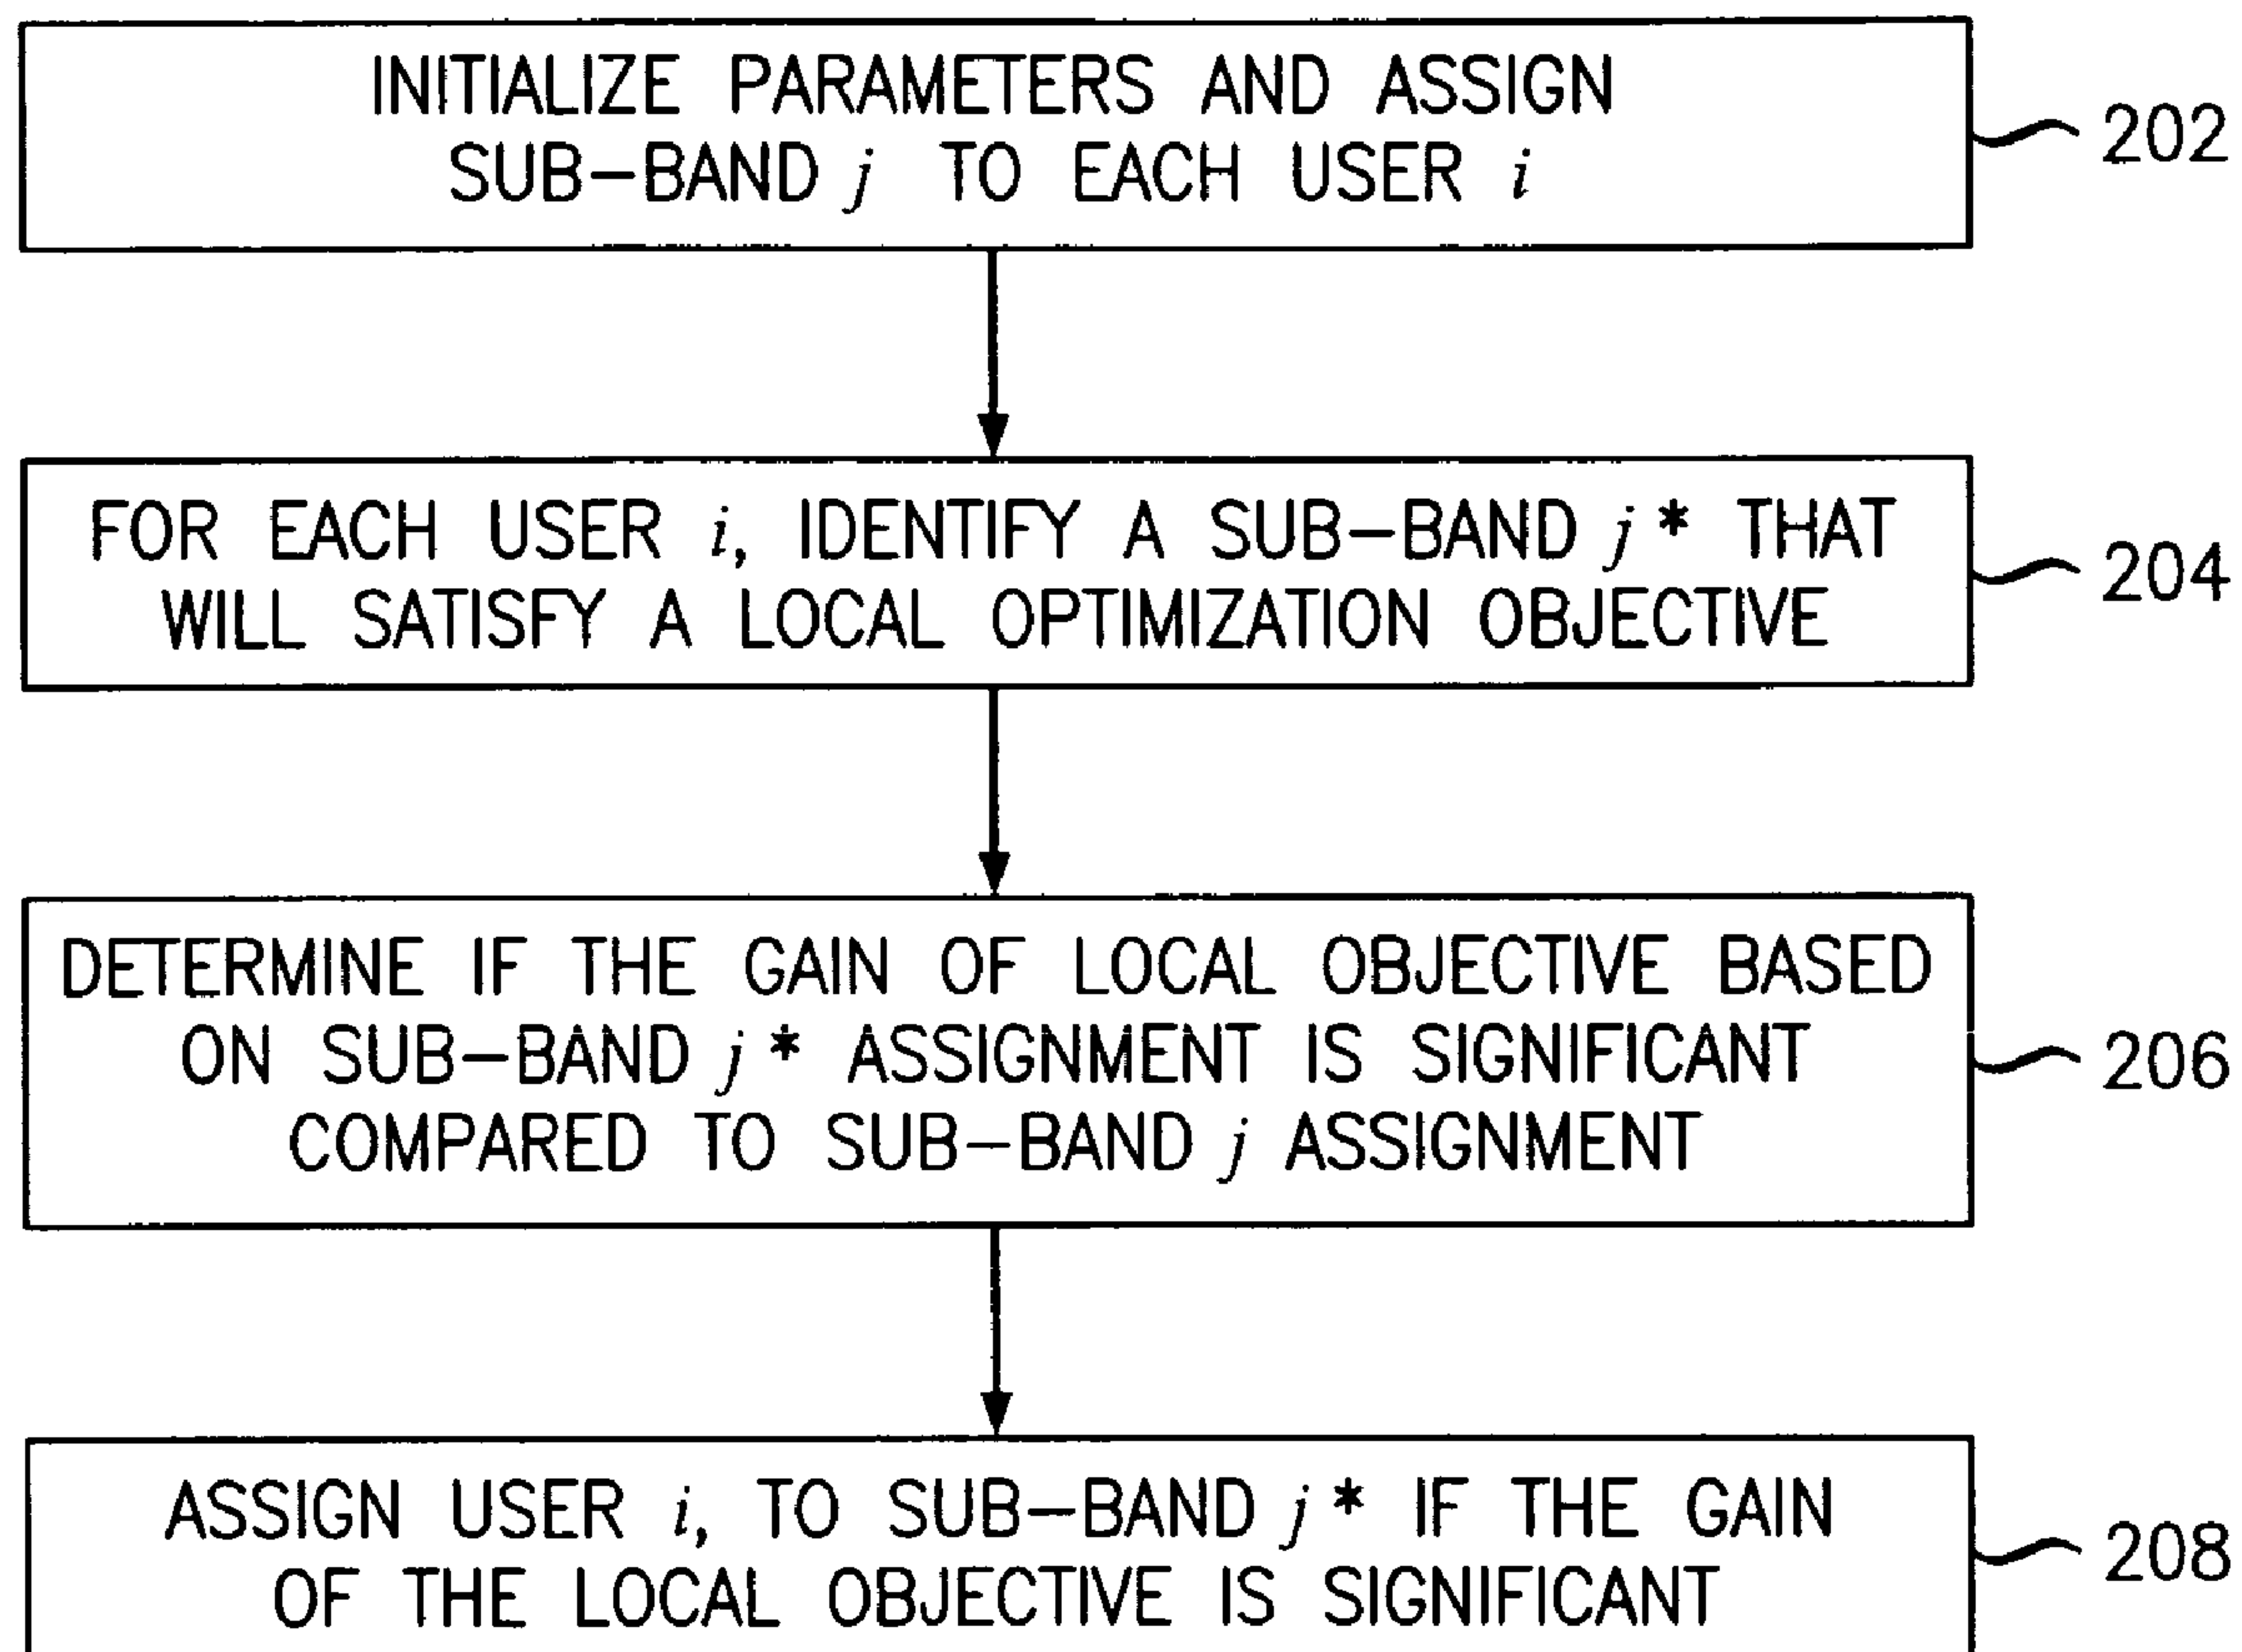 INITIALIZE PARAMETERS AND ASSIGN
SUB-BAND j TO EACH USER i
202
FOR EACH USER i, IDENTIFY A SUB-BAND j* THAT
WILL SATISFY A LOCAL OPTIMIZATION OBJECTIVE
204
DETERMINE IF THE GAIN OF LOCAL OBJECTIVE BASED
ON SUB-BAND j* ASSIGNMENT IS SIGNIFICANT
COMPARED TO SUB-BAND j ASSIGNMENT
206
ASSIGN USER i, TO SUB-BAND j* IF THE GAIN
OF THE LOCAL OBJECTIVE IS SIGNIFICANT
208